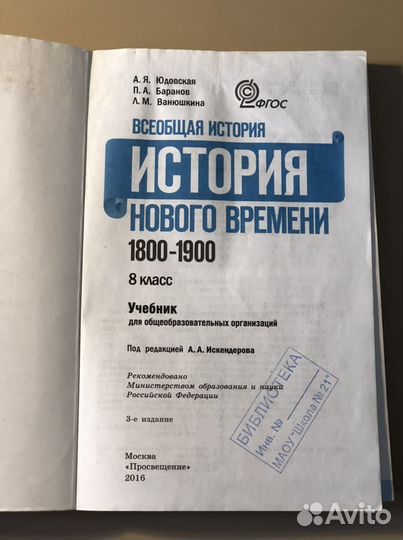 А. Я. Юдовская
П. А. Баранов
Л. М. Ванюшкина
ФГОС
ВСЕОБЩАЯ ИСТОРИЯ
ИСТОРИЯ
НОВОГО ВРЕМЕНИ
1800-1900
8 класс
Учебник
для общеобразовательных организаций
Под редакцией А. А. Искендерова
Рекомендовано
Министерством образования и науки
Российской Федерации
3-е издание
БИБЛИОТЕКА
Инв. №
МАОУ "Школа № 21"
Москва
«Просвещение»
2016
Avito